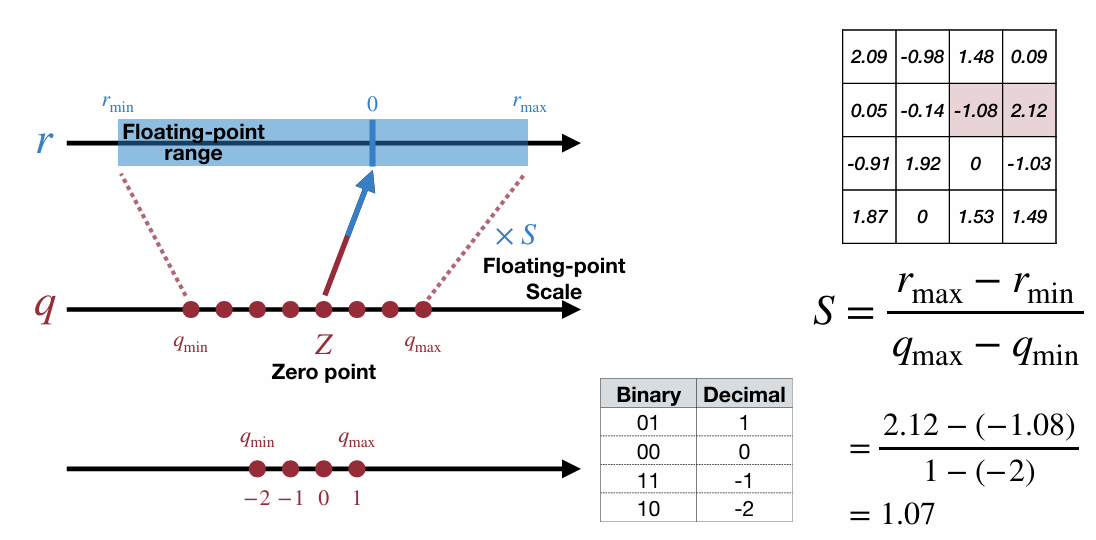 r_min 0 r_max
r Floating-point
range
× S
Floating-point
Scale
q
q_min Z q_max
Zero point
q_min q_max
−2 −1 0 1
Binary Decimal
01 1
00 0
11 -1
10 -2
2.09 -0.98 1.48 0.09
0.05 -0.14 -1.08 2.12
-0.91 1.92 0 -1.03
1.87 0 1.53 1.49
S = (r_max − r_min) / (q_max − q_min)
= (2.12 − (−1.08)) / (1 − (−2))
= 1.07